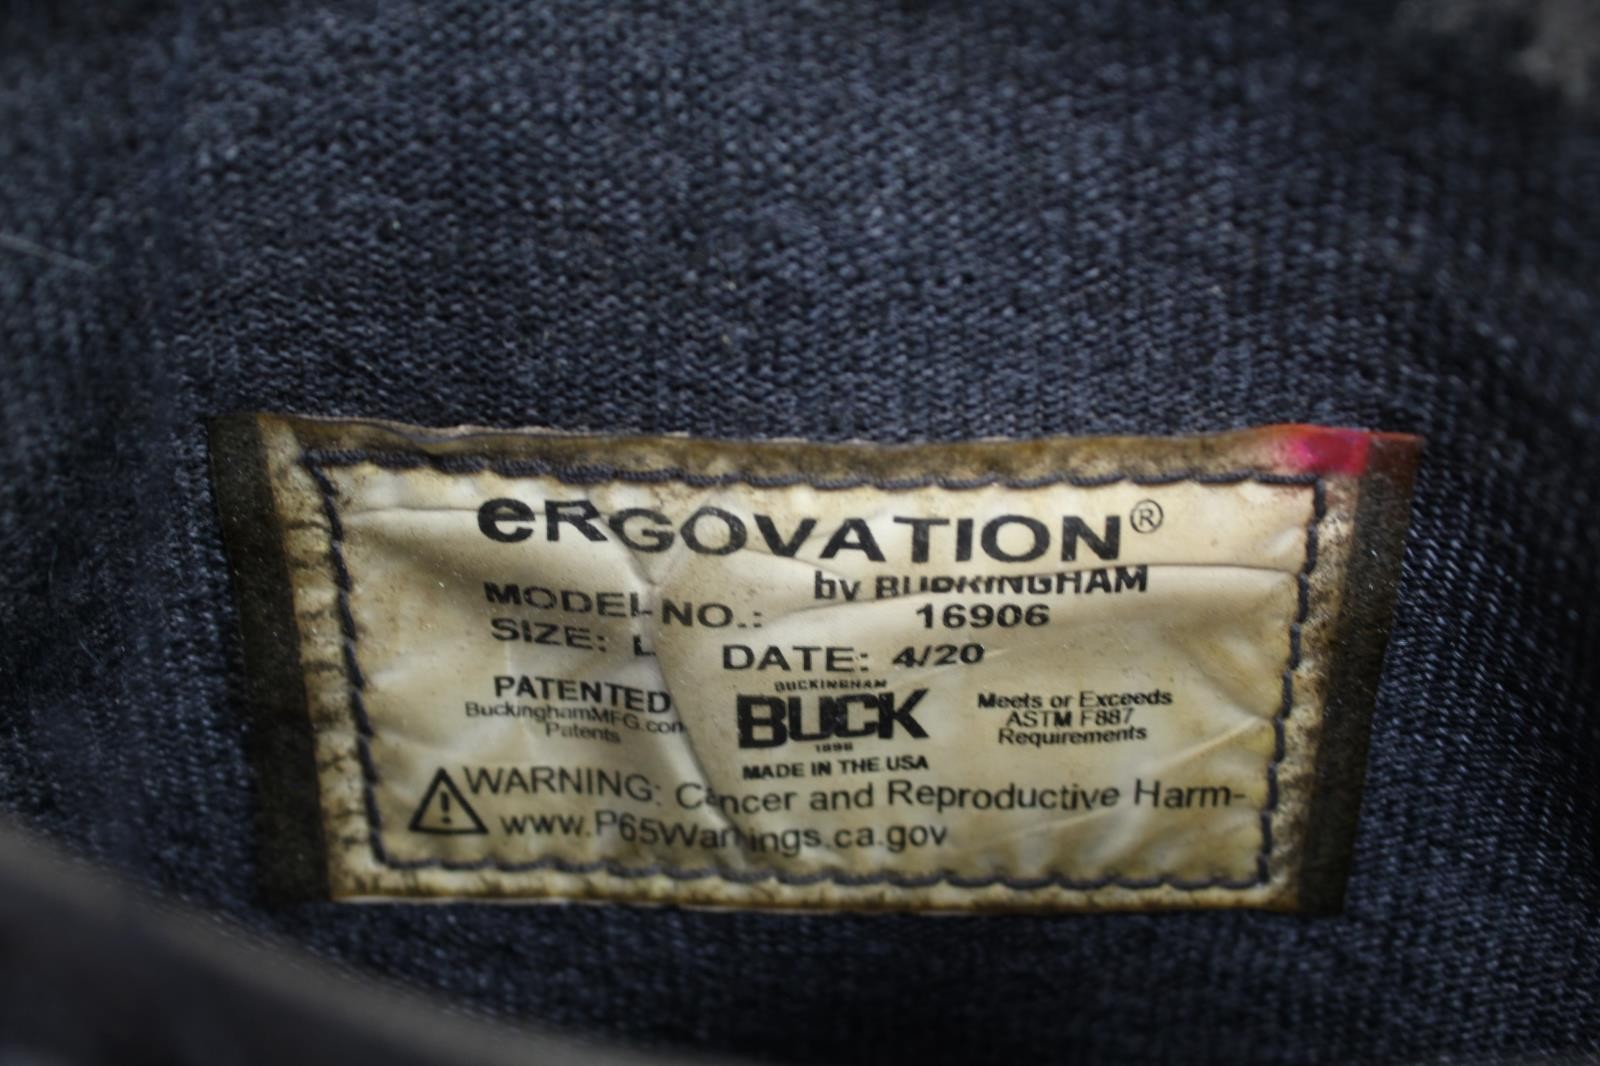 eRGOVATION®
by BUCKINGHAM
MODEL NO.: 16906
SIZE: L DATE: 4/20
PATENTED
BuckinghamMFG.com
Patents
BUCKINGHAM
BUCK
1896
MADE IN THE USA
Meets or Exceeds
ASTM F887
Requirements
WARNING: Cancer and Reproductive Harm-
www.P65Warnings.ca.gov